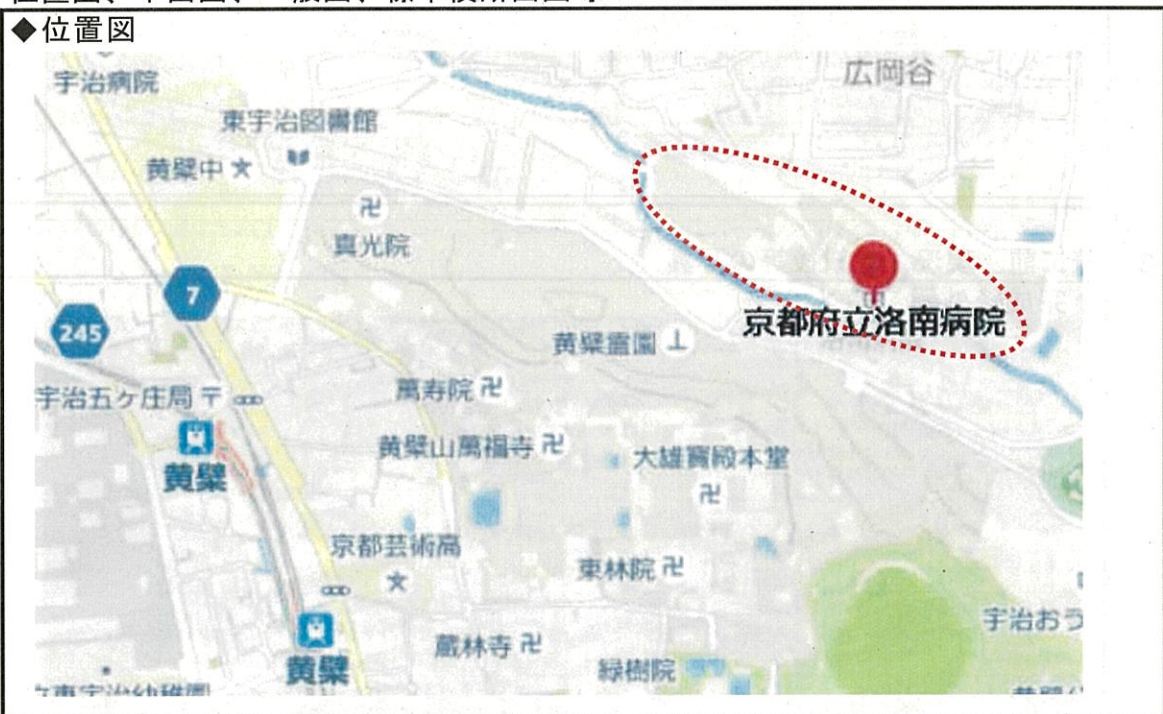 ◆位置図
宇治病院
広岡谷
東宇治図書館
黄檗中
真光院
7
245
京都府立洛南病院
黄檗霊園
宇治五ケ庄局
萬寿院
黄檗山萬福寺
大雄寶殿本堂
黄檗
京都芸術高
東林院
宇治おう
蔵林寺
黄檗
緑樹院